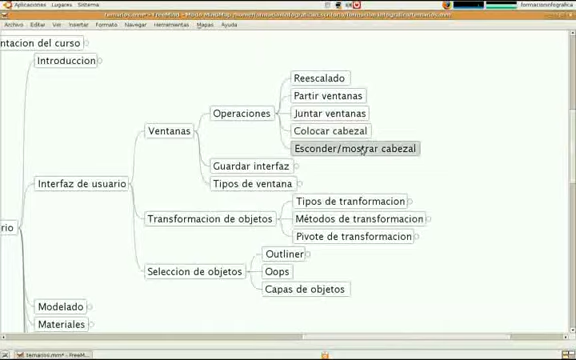 Aplicaciones Lugares Sistema
formacioninfografica
Archivo Editar Ver Insertar Formato Navegar Herramientas Mapas Ayuda
ntacion del curso
Introduccion
Reescalado
Partir ventanas
Operaciones
Juntar ventanas
Ventanas
Colocar cabezal
Esconder/mostrar cabezal
Guardar interfaz
Interfaz de usuario
Tipos de ventana
Tipos de tranformacion
Transformacion de objetos
Métodos de transformacion
rio
Pivote de transformacion
Outliner
Seleccion de objetos
Oops
Capas de objetos
Modelado
Materiales